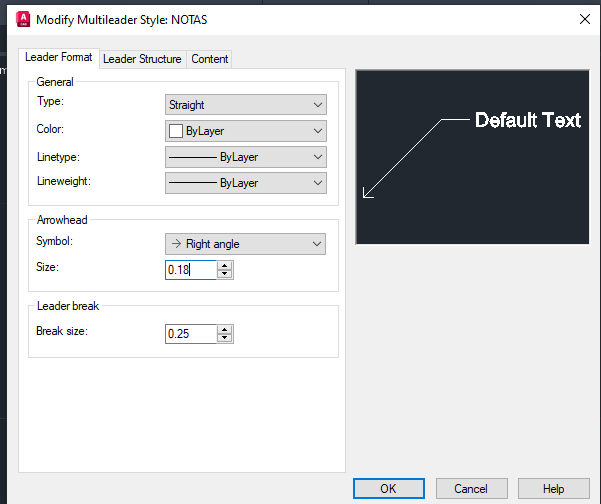 Modify Multileader Style: NOTAS
Leader Format
Leader Structure
Content
General
Type:
Straight
Color:
ByLayer
Linetype:
ByLayer
Lineweight:
ByLayer
Arrowhead
Symbol:
Right angle
Size:
0.18
Leader break
Break size:
0.25
Default Text
OK
Cancel
Help